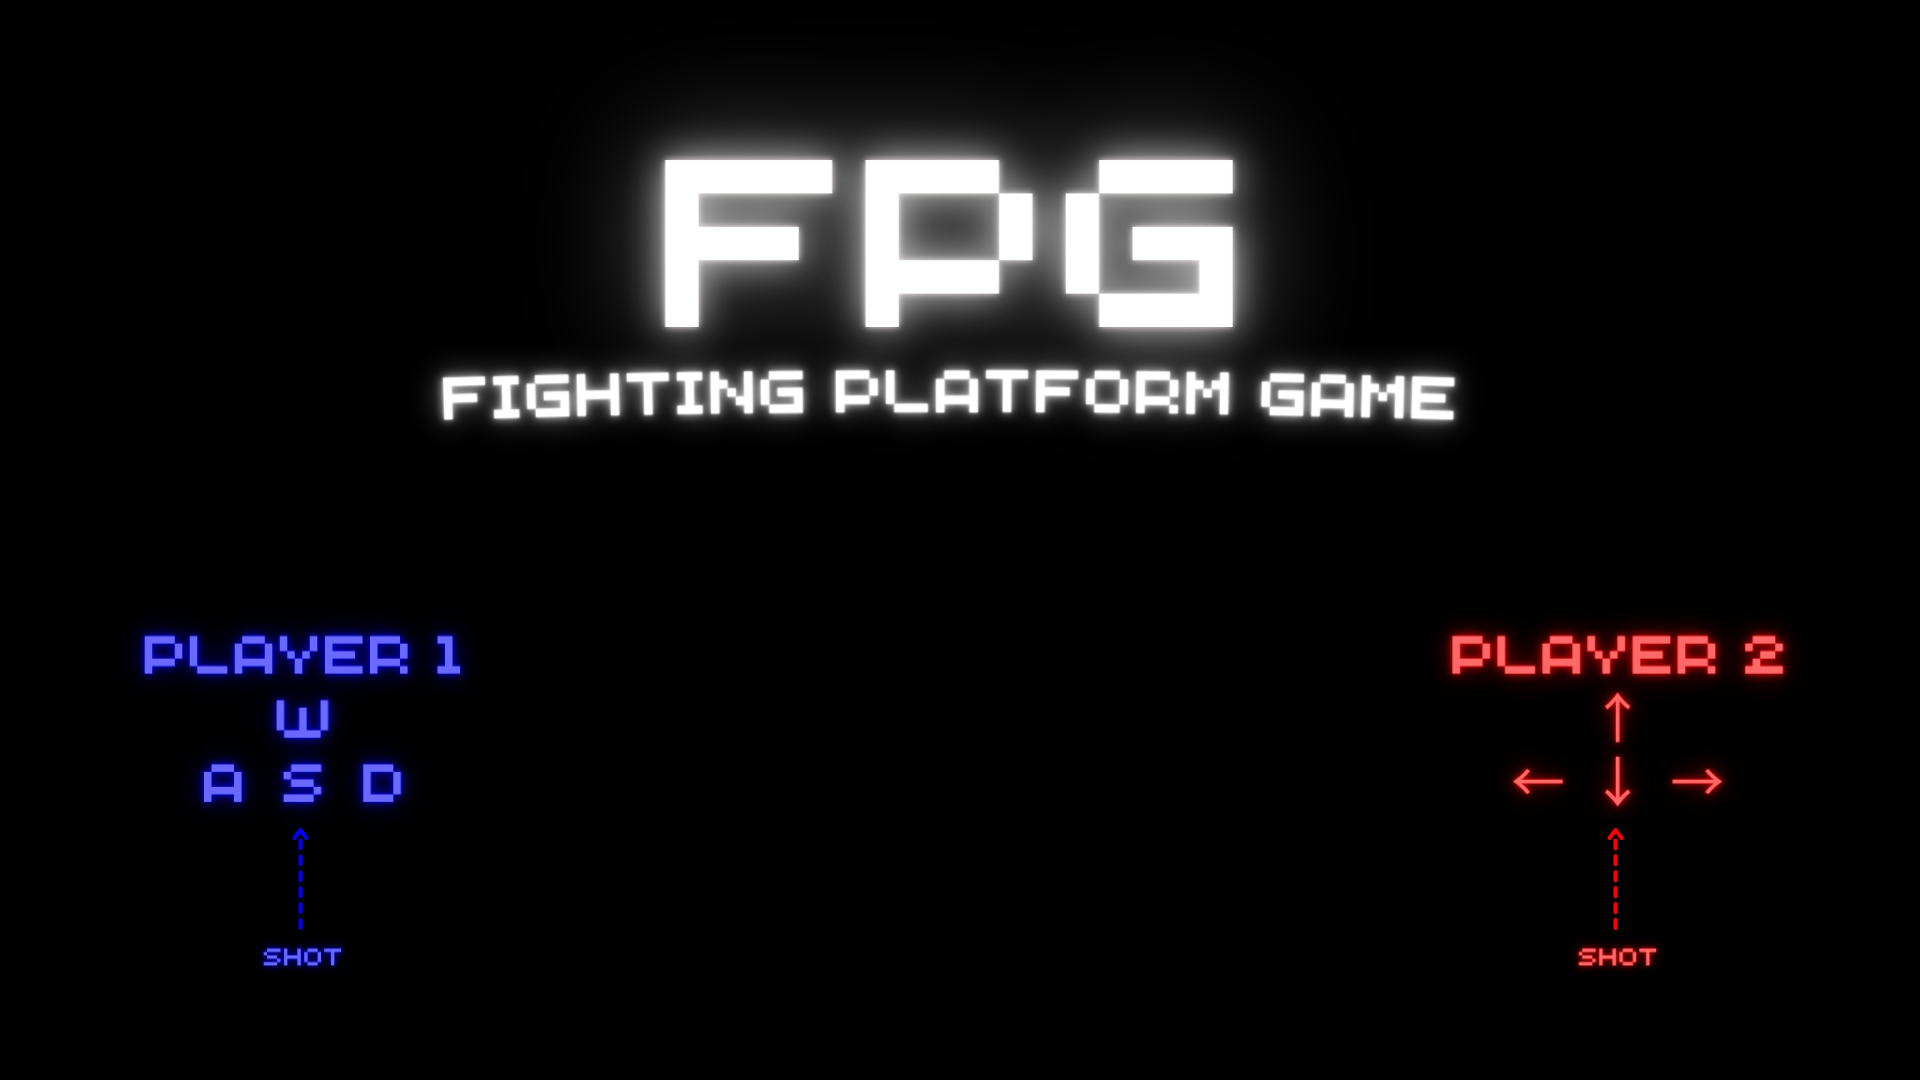 FPG
FIGHTING PLATFORM GAME
PLAYER 1
W
A S D
SHOT
PLAYER 2
↑
← ↓ →
SHOT